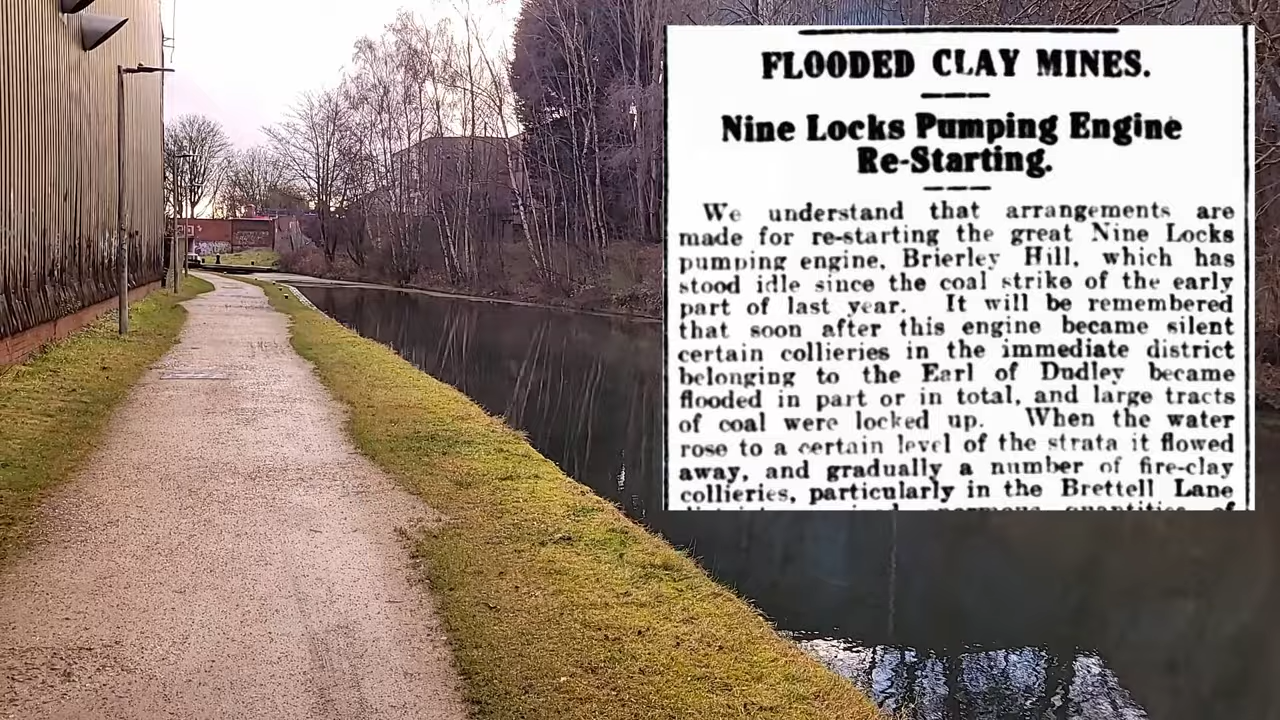 FLOODED CLAY MINES.
Nine Locks Pumping Engine
Re-Starting.
We understand that arrangements are
made for re-starting the great Nine Locks
pumping engine, Brierley Hill, which has
stood idle since the coal strike of the early
part of last year. It will be remembered
that soon after this engine became silent
certain collieries in the immediate district
belonging to the Earl of Dudley became
flooded in part or in total, and large tracts
of coal were locked up. When the water
rose to a certain level of the strata it flowed
away, and gradually a number of fire-clay
collieries, particularly in the Brettell Lane